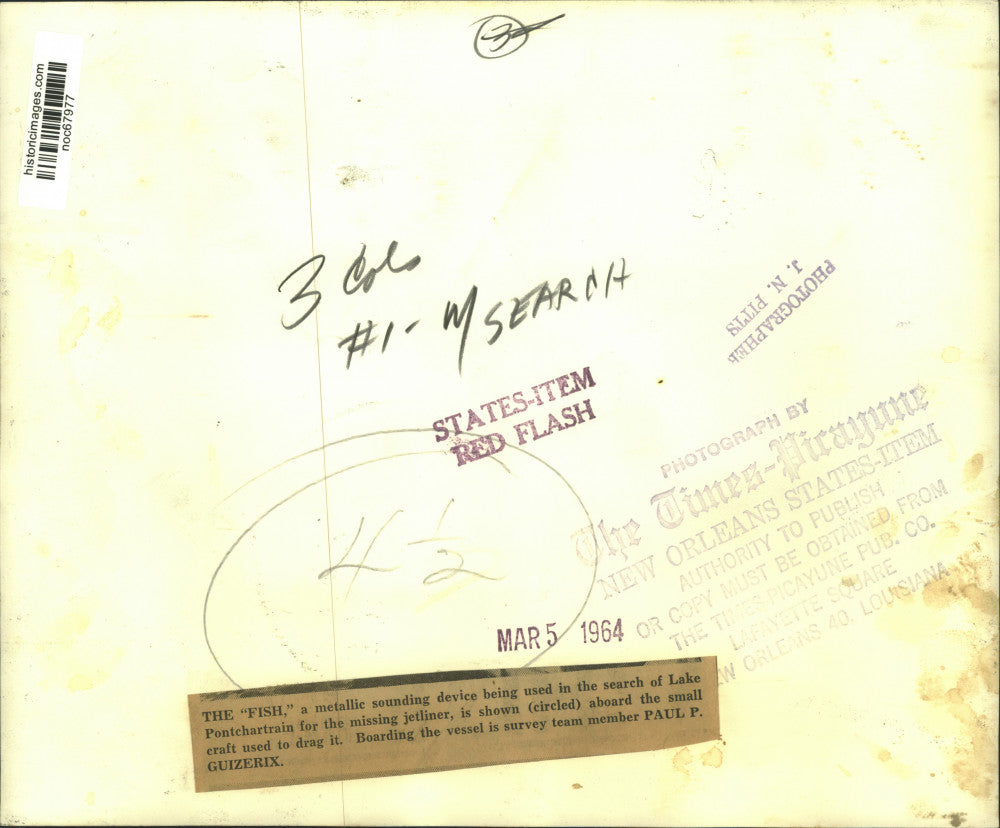 3
historicimages.com
noc67977
3 Cols
#1- W/ SEARCH
PHOTOGRAPHER
J. N. PITTS
STATES-ITEM
RED FLASH
PHOTOGRAPH BY
The Times-Picayune
NEW ORLEANS STATES-ITEM
AUTHORITY TO PUBLISH
OR COPY MUST BE OBTAINED FROM
THE TIMES-PICAYUNE PUB. CO.
LAFAYETTE SQUARE
NEW ORLEANS 40, LOUISIANA
4 1/2
MAR 5 1964
THE "FISH," a metallic sounding device being used in the search of Lake
Pontchartrain for the missing jetliner, is shown (circled) aboard the small
craft used to drag it. Boarding the vessel is survey team member PAUL P.
GUIZERIX.